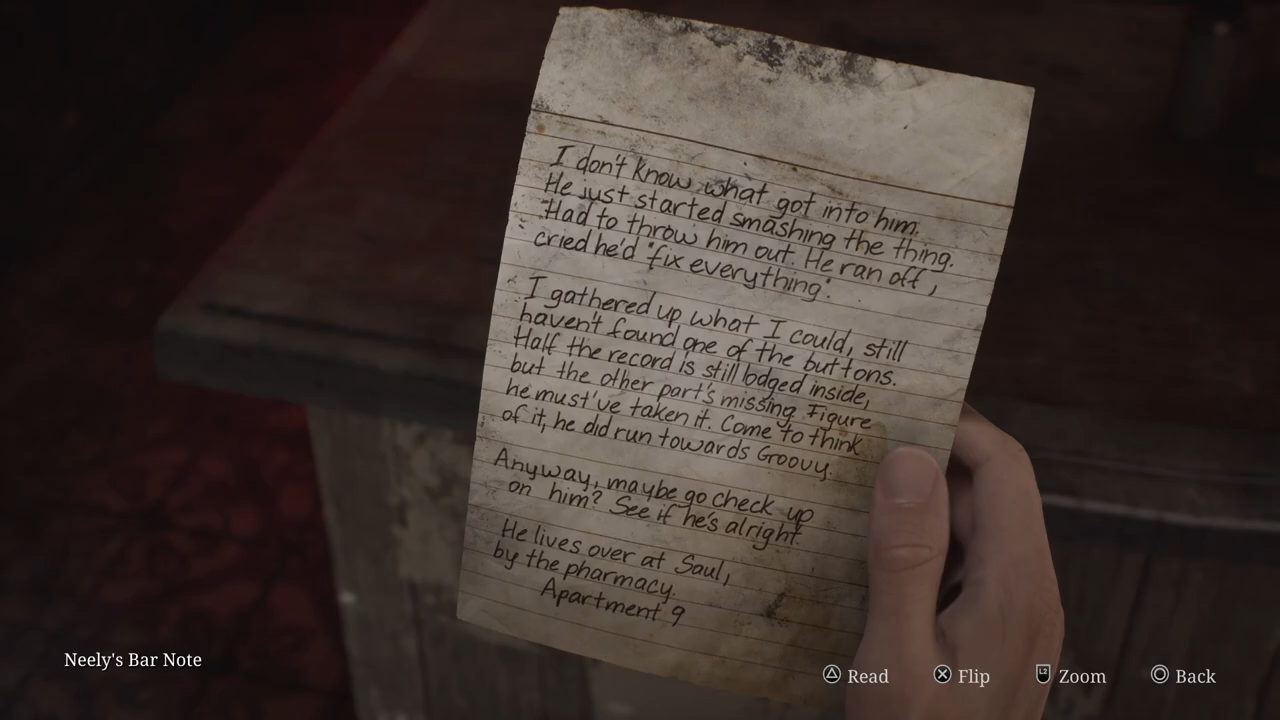 I don't know what got into him.
He just started smashing the thing.
Had to throw him out. He ran off,
cried he'd "fix everything".
I gathered up what I could, still
haven't found one of the buttons.
Half the record is still lodged inside,
but the other part's missing. Figure
he must've taken it. Come to think
of it, he did run towards Groovy.
Anyway, maybe go check up
on him? See if he's alright.
He lives over at Saul,
by the pharmacy.
Apartment 9
Neely's Bar Note
Read
Flip
L2 Zoom
Back